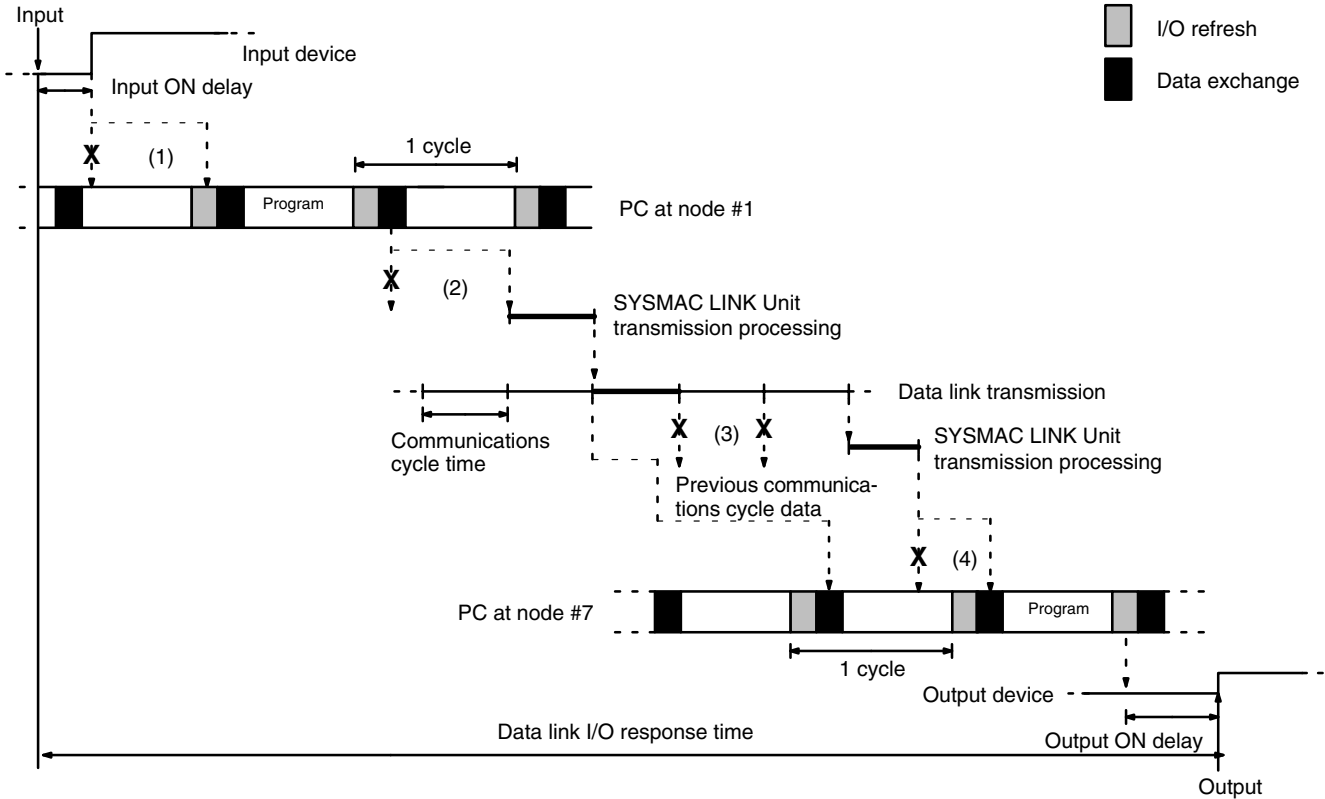 Input
I/O refresh
Input device
Data exchange
Input ON delay
1 cycle
X
(1)
Program
PC at node #1
X
(2)
SYSMAC LINK Unit
transmission processing
Data link transmission
Communications
cycle time
X
(3)
X
SYSMAC LINK Unit
transmission processing
Previous communica-
tions cycle data
X
(4)
PC at node #7
Program
1 cycle
Output device
Data link I/O response time
Output ON delay
Output